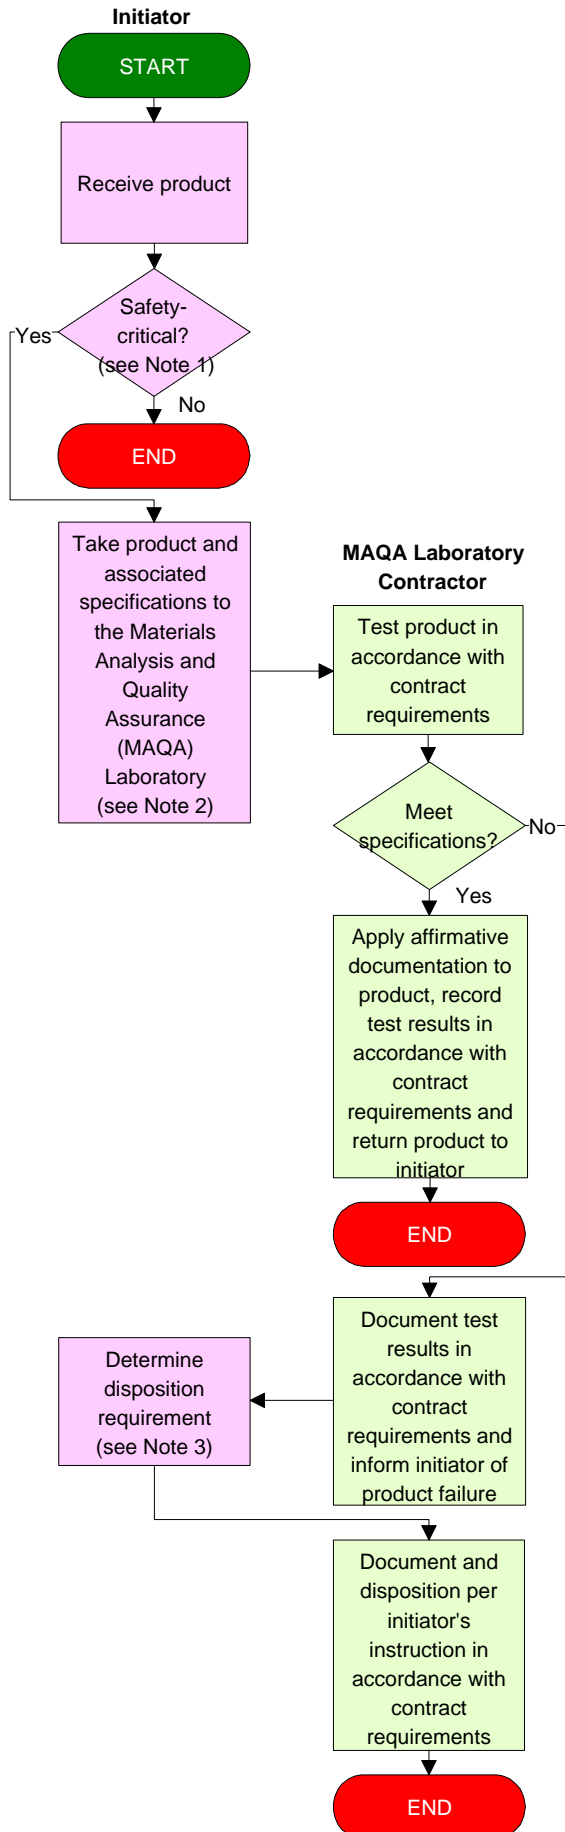 Initiator
START
Receive product
Safety-
critical?
(see Note 1)
Yes
No
END
Take product and
associated
specifications to
the Materials
Analysis and
Quality
Assurance
(MAQA)
Laboratory
(see Note 2)
MAQA Laboratory
Contractor
Test product in
accordance with
contract
requirements
Meet
specifications?
No
Yes
Apply affirmative
documentation to
product, record
test results in
accordance with
contract
requirements and
return product to
initiator
END
Document test
results in
accordance with
contract
requirements and
inform initiator of
product failure
Determine
disposition
requirement
(see Note 3)
Document and
disposition per
initiator's
instruction in
accordance with
contract
requirements
END